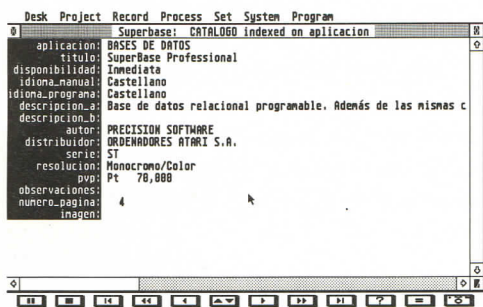 Desk Project Record Process Set System Program
Superbase: CATALOGO indexed on aplicacion
aplicacion: BASES DE DATOS
titulo: SuperBase Professional
disponibilidad: Inmediata
idioma_manual: Castellano
idioma_programa: Castellano
descripcion_a: Base de datos relacional programable. Además de las mismas c
descripcion_b:
autor: PRECISION SOFTWARE
distribuidor: ORDENADORES ATARI S.A.
serie: ST
resolucion: Monocromo/Color
pvp: Pt 78,000
observaciones:
numero_pagina: 4
imagen:
? =